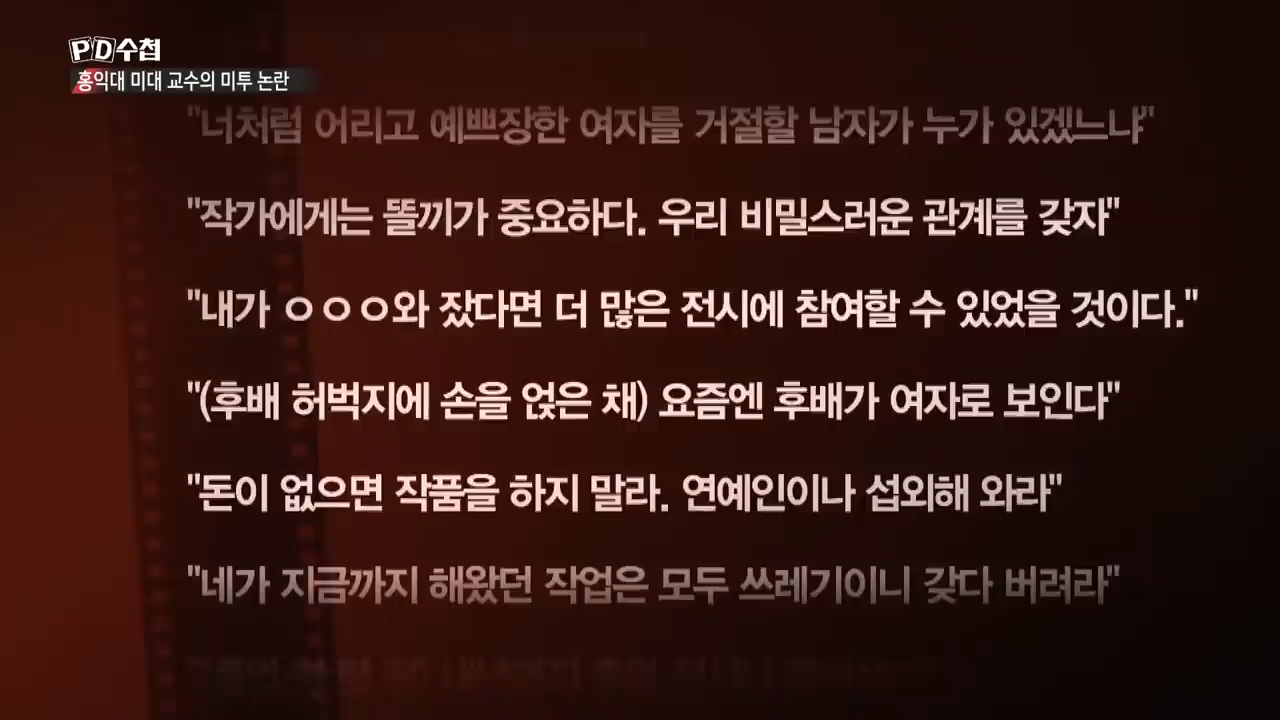 PD수첩
홍익대 미대 교수의 미투 논란
"너처럼 어리고 예쁘장한 여자를 거절할 남자가 누가 있겠느냐"
"작가에게는 똘끼가 중요하다. 우리 비밀스러운 관계를 갖자"
"내가 ㅇㅇㅇ와 잤다면 더 많은 전시에 참여할 수 있었을 것이다."
"(후배 허벅지에 손을 얹은 채) 요즘엔 후배가 여자로 보인다"
"돈이 없으면 작품을 하지 말라. 연예인이나 섭외해 와라"
"네가 지금까지 해왔던 작업은 모두 쓰레기이니 갖다 버려라"